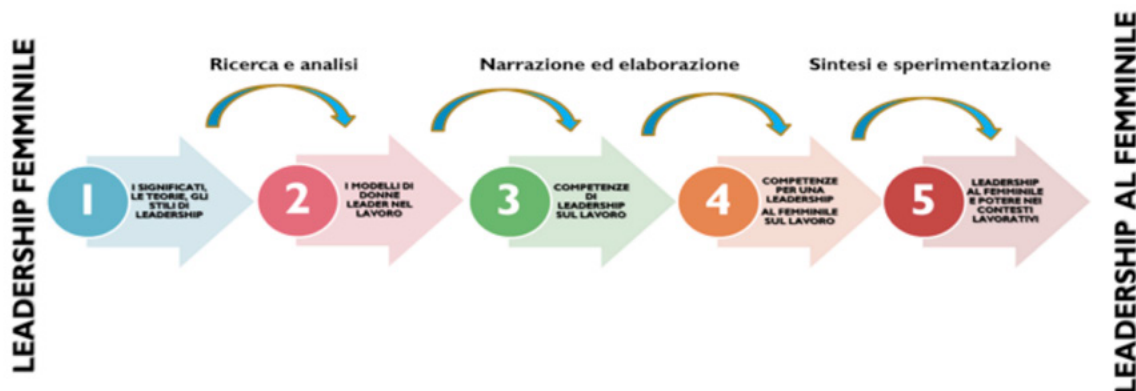 LEADERSHIP FEMMINILE
Ricerca e analisi
Narrazione ed elaborazione
Sintesi e sperimentazione
1
I SIGNIFICATI,
LE TEORIE, GLI
STILI DI
LEADERSHIP
2
I MODELLI DI
DONNE
LEADER NEL
LAVORO
3
COMPETENZE
DI
LEADERSHIP
SUL LAVORO
4
COMPETENZE
PER UNA
LEADERSHIP
AL FEMMINILE
SUL LAVORO
5
LEADERSHIP
AL FEMMINILE
E POTERE NEI
CONTESTI
LAVORATIVI
LEADERSHIP AL FEMMINILE